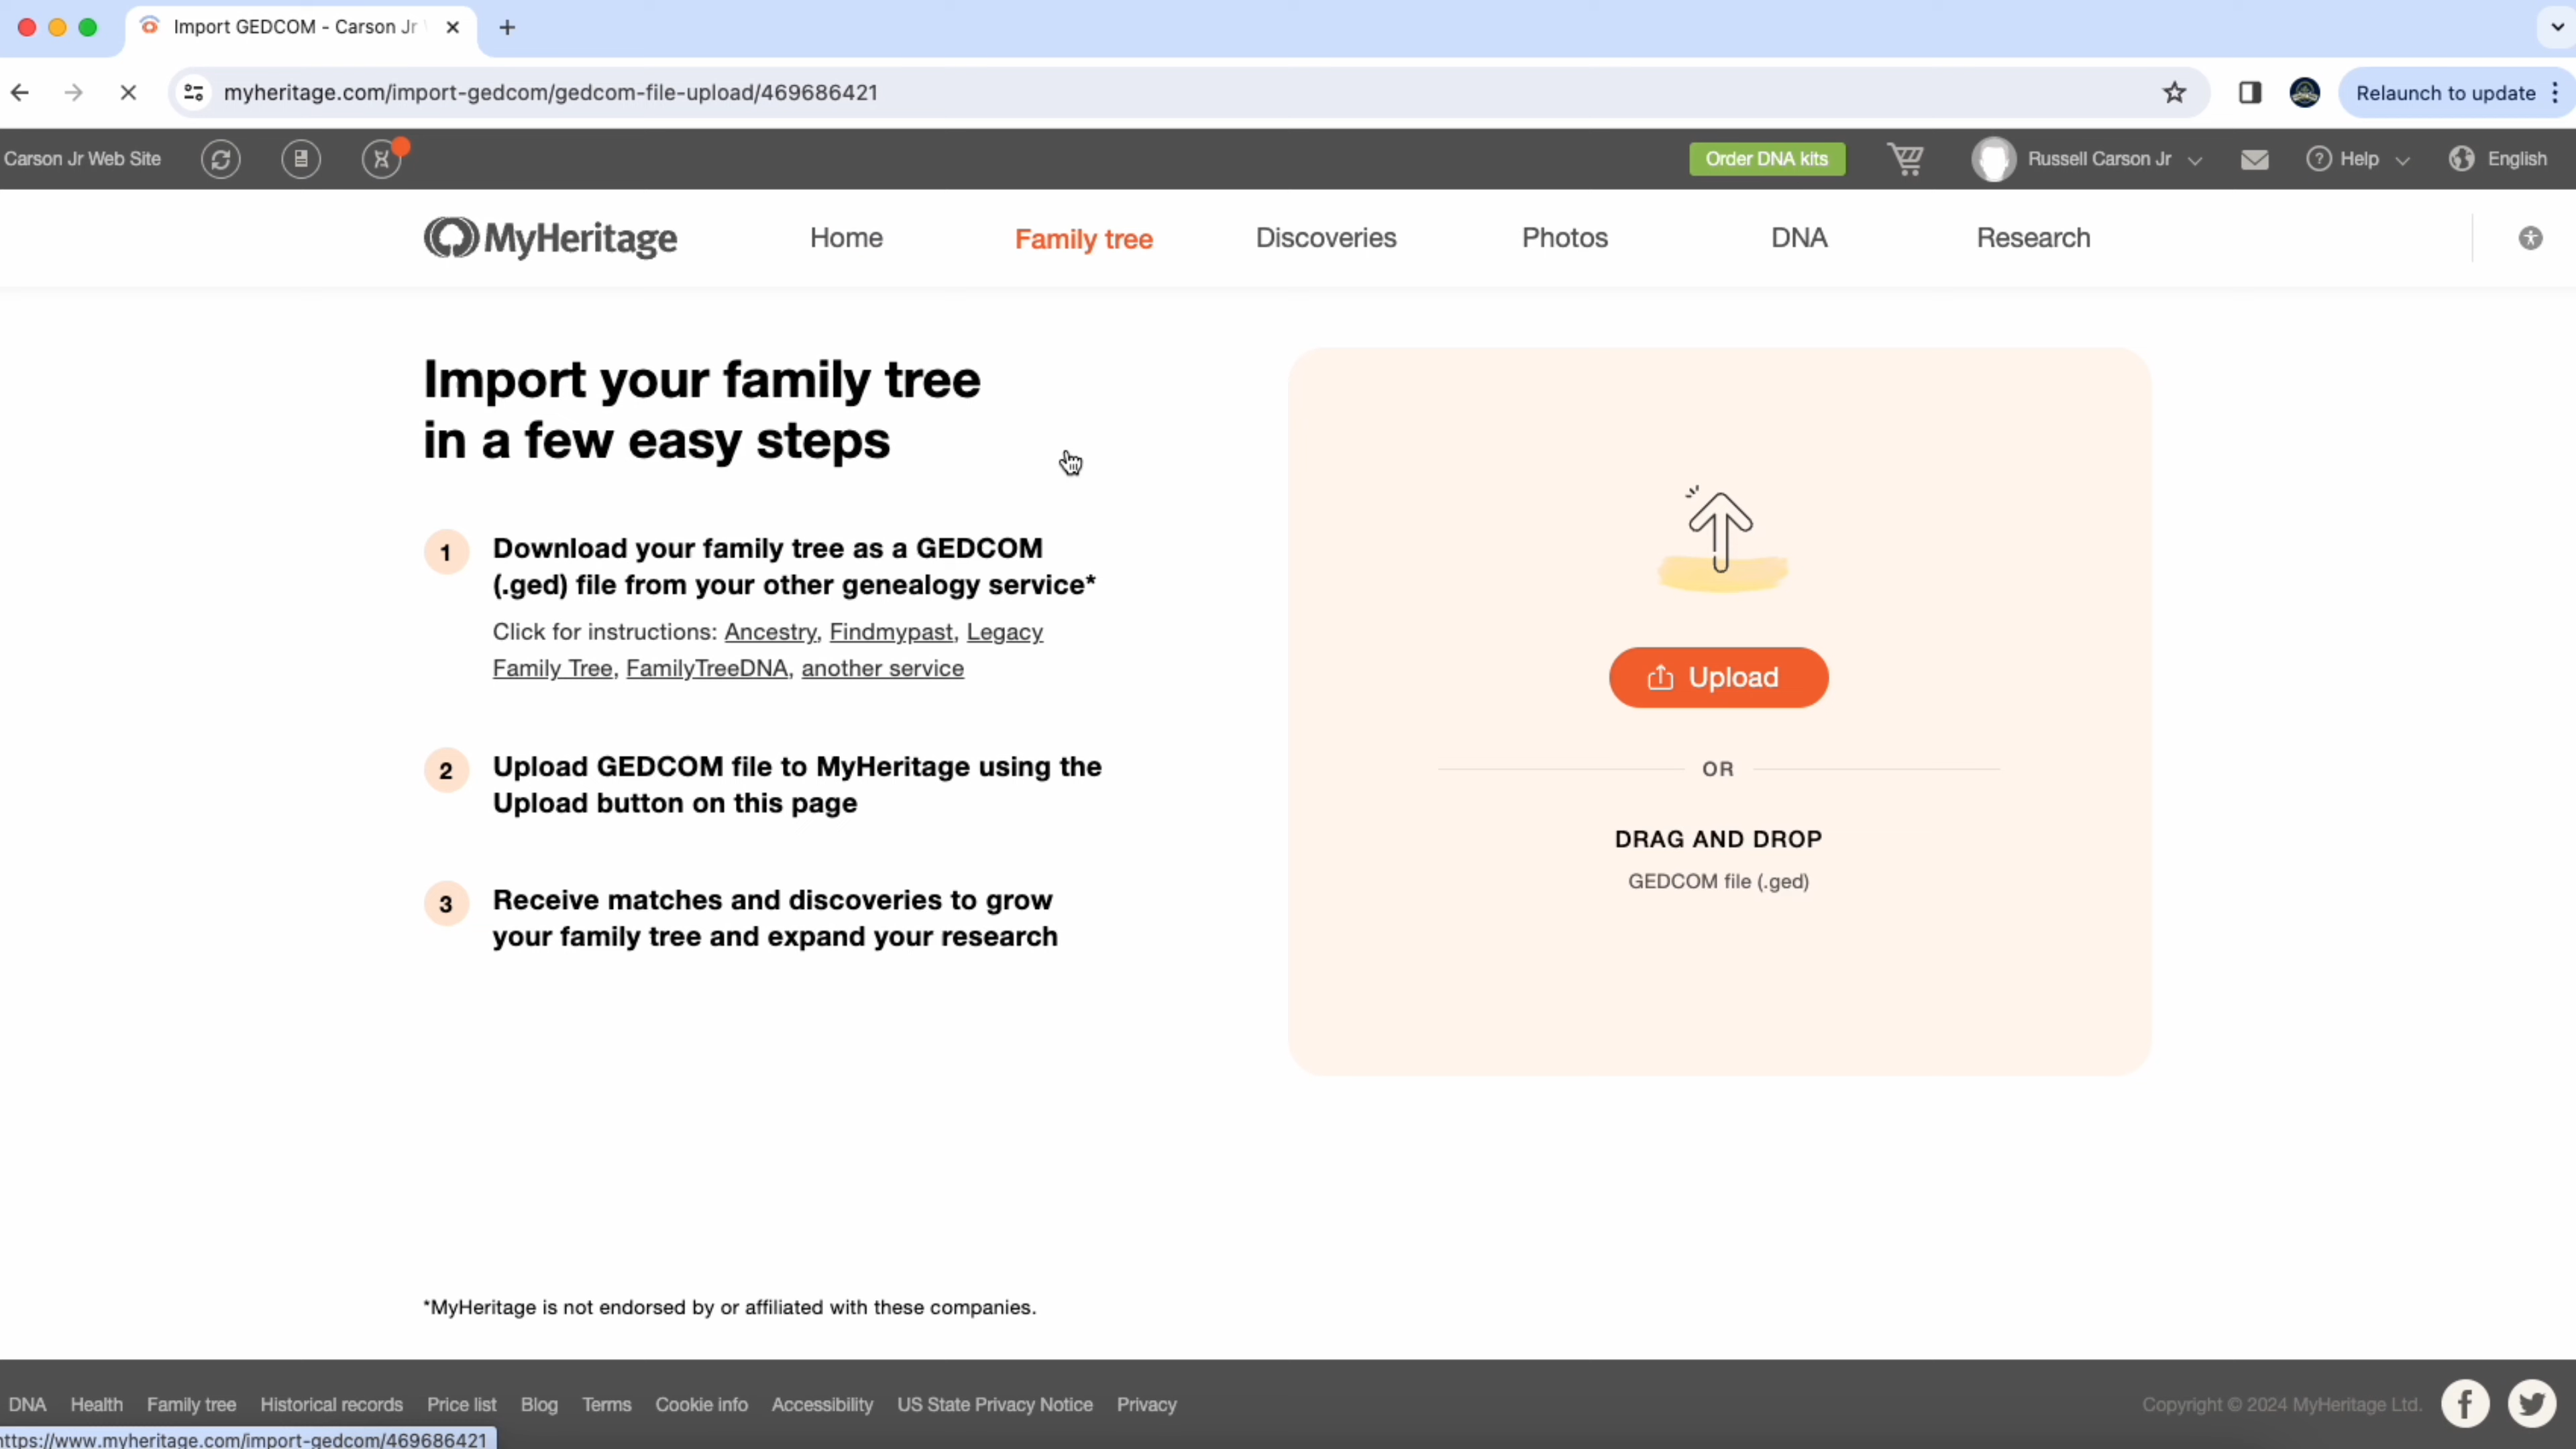 Import GEDCOM - Carson Jr
myheritage.com/import-gedcom/gedcom-file-upload/469686421
Relaunch to update
Carson Jr Web Site
Order DNA kits
Russell Carson Jr
Help
English
MyHeritage
Home
Family tree
Discoveries
Photos
DNA
Research
Import your family tree
in a few easy steps
1
Download your family tree as a GEDCOM
(.ged) file from your other genealogy service*
Click for instructions: Ancestry, Findmypast, Legacy
Family Tree, FamilyTreeDNA, another service
2
Upload GEDCOM file to MyHeritage using the
Upload button on this page
3
Receive matches and discoveries to grow
your family tree and expand your research
Upload
OR
DRAG AND DROP
GEDCOM file (.ged)
*MyHeritage is not endorsed by or affiliated with these companies.
DNA Health Family tree Historical records Price list Blog Terms Cookie info Accessibility US State Privacy Notice Privacy
Copyright © 2024 MyHeritage Ltd.
ttps://www.myheritage.com/import-gedcom/469686421